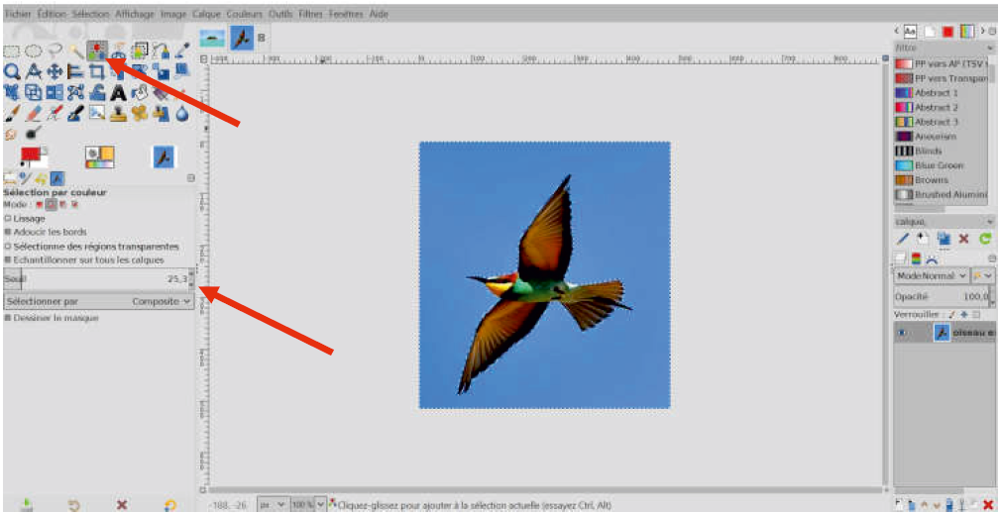 Fichier Édition Sélection Affichage Image Calque Couleurs Outils Filtres Fenêtres Aide
Sélection par couleur
Mode :
Lissage
Adoucir les bords
Sélectionne des régions transparentes
Echantillonner sur tous les calques
Seuil 25,3
Sélectionner par Composite
Dessiner le masque
-188, -26 px 100 % Cliquez-glissez pour ajouter à la sélection actuelle (essayez Ctrl, Alt)
Aa
filtre
PP vers AP (TSV
PP vers Transpar
Abstract 1
Abstract 2
Abstract 3
Aneurism
Blinds
Blue Green
Browns
Brushed Alumini
calque,
Mode Normal
Opacité 100,0
Verrouiller :
oiseau e